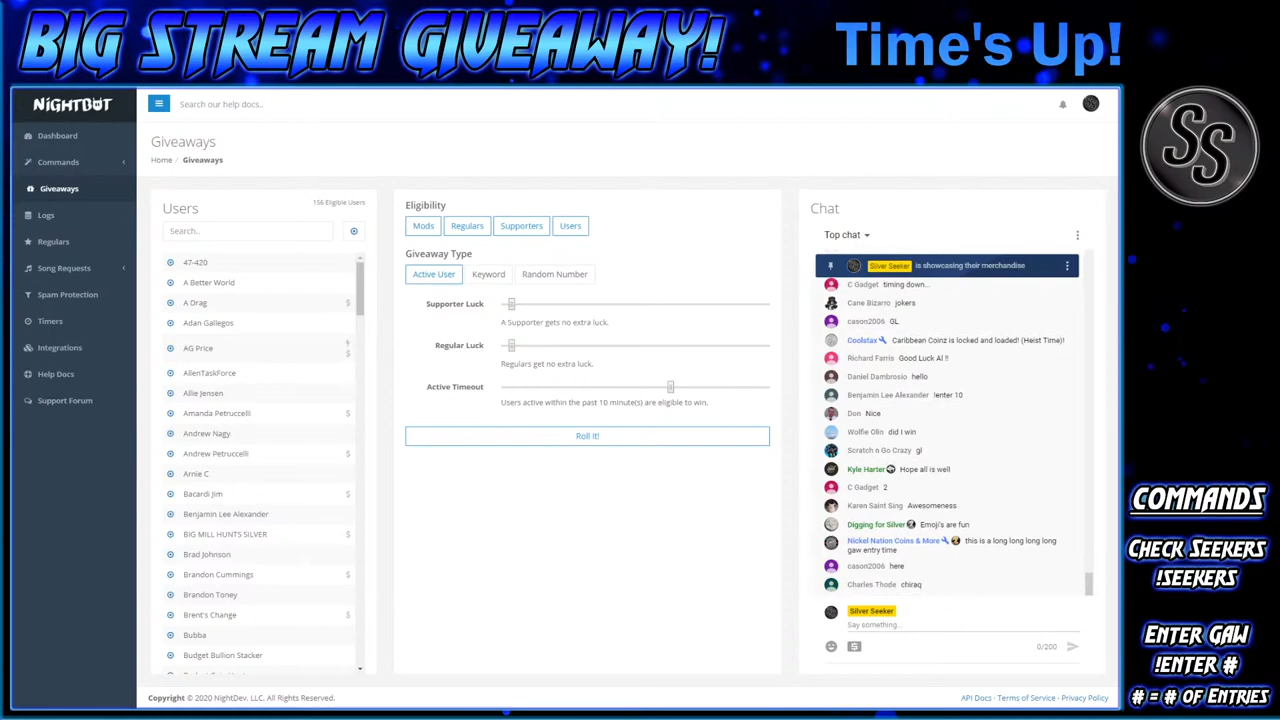 BIG STREAM GIVEAWAY!
Time's Up!
NIGHTBOT
Search our help docs..
Dashboard
Commands
Giveaways
Logs
Regulars
Song Requests
Spam Protection
Timers
Integrations
Help Docs
Support Forum
Giveaways
Home / Giveaways
Users
156 Eligible Users
Search..
47-420
A Better World
A Drag $
Adan Gallegos
AG Price $
AllenTaskForce
Allie Jensen
Amanda Petruccelli $
Andrew Nagy
Andrew Petruccelli $
Arnie C
Bacardi Jim $
Benjamin Lee Alexander
BIG MILL HUNTS SILVER
Brad Johnson
Brandon Cummings $
Brandon Toney
Brent's Change $
Bubba
Budget Bullion Stacker
Eligibility
Mods Regulars Supporters Users
Giveaway Type
Active User Keyword Random Number
Supporter Luck
A Supporter gets no extra luck.
Regular Luck
Regulars get no extra luck.
Active Timeout
Users active within the past 10 minute(s) are eligible to win.
Roll It!
Chat
Top chat
Silver Seeker is showcasing their merchandise
C Gadget timing down...
Cane Bizarro jokers
cason2006 GL
Coolstax Caribbean Coinz is locked and loaded! (Heist Time)!
Richard Farris Good Luck Al !!
Daniel Dambrosio hello
Benjamin Lee Alexander !enter 10
Don Nice
Wolfie Olin did I win
Scratch n Go Crazy gl
Kyle Harter Hope all is well
C Gadget 2
Karen Saint Sing Awesomeness
Digging for Silver Emoji's are fun
Nickel Nation Coins & More this is a long long long long
gaw entry time
cason2006 here
Charles Thode chiraq
Silver Seeker
Say something...
0/200
Copyright © 2020 NightDev, LLC. All Rights Reserved.
API Docs · Terms of Service · Privacy Policy
SS
COMMANDS
CHECK SEEKERS
!SEEKERS
ENTER GAW
!ENTER #
# = # OF ENTRIES